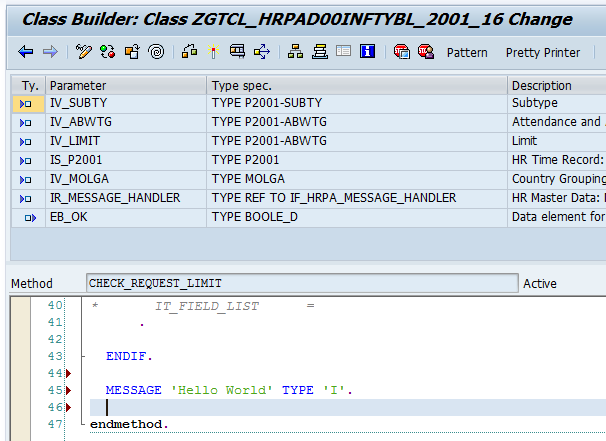 Class Builder: Class ZGTCL_HRPAD00INFTYBL_2001_16 Change
Pattern Pretty Printer
Ty. Parameter Type spec. Description
IV_SUBTY TYPE P2001-SUBTY Subtype
IV_ABWTG TYPE P2001-ABWTG Attendance and
IV_LIMIT TYPE P2001-ABWTG Limit
IS_P2001 TYPE P2001 HR Time Record:
IV_MOLGA TYPE MOLGA Country Grouping
IR_MESSAGE_HANDLER TYPE REF TO IF_HRPA_MESSAGE_HANDLER HR Master Data:
EB_OK TYPE BOOLE_D Data element for
Method CHECK_REQUEST_LIMIT Active
40 * IT_FIELD_LIST =
41 .
42
43 ENDIF.
44
45 MESSAGE 'Hello World' TYPE 'I'.
46
47 endmethod.